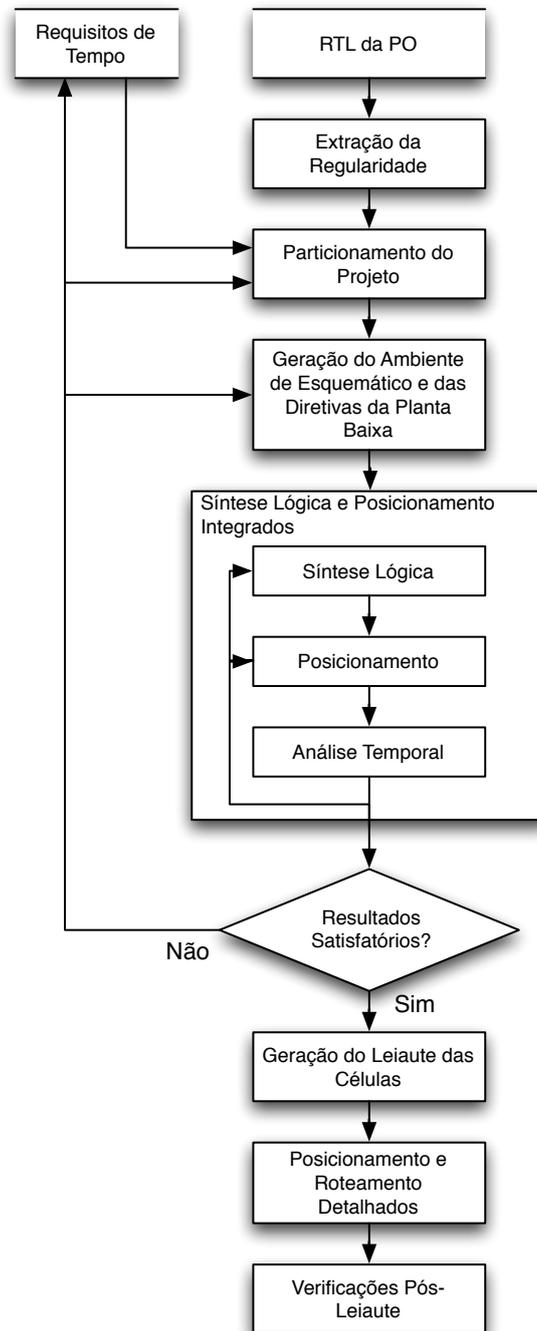 Requisitos de
Tempo
RTL da PO
Extração da
Regularidade
Particionamento do
Projeto
Geração do Ambiente
de Esquemático e das
Diretivas da Planta
Baixa
Síntese Lógica e Posicionamento
Integrados
Síntese Lógica
Posicionamento
Análise Temporal
Resultados
Satisfatórios?
Não
Sim
Geração do Leiaute das
Células
Posicionamento e
Roteamento
Detalhados
Verificações Pós-
Leiaute